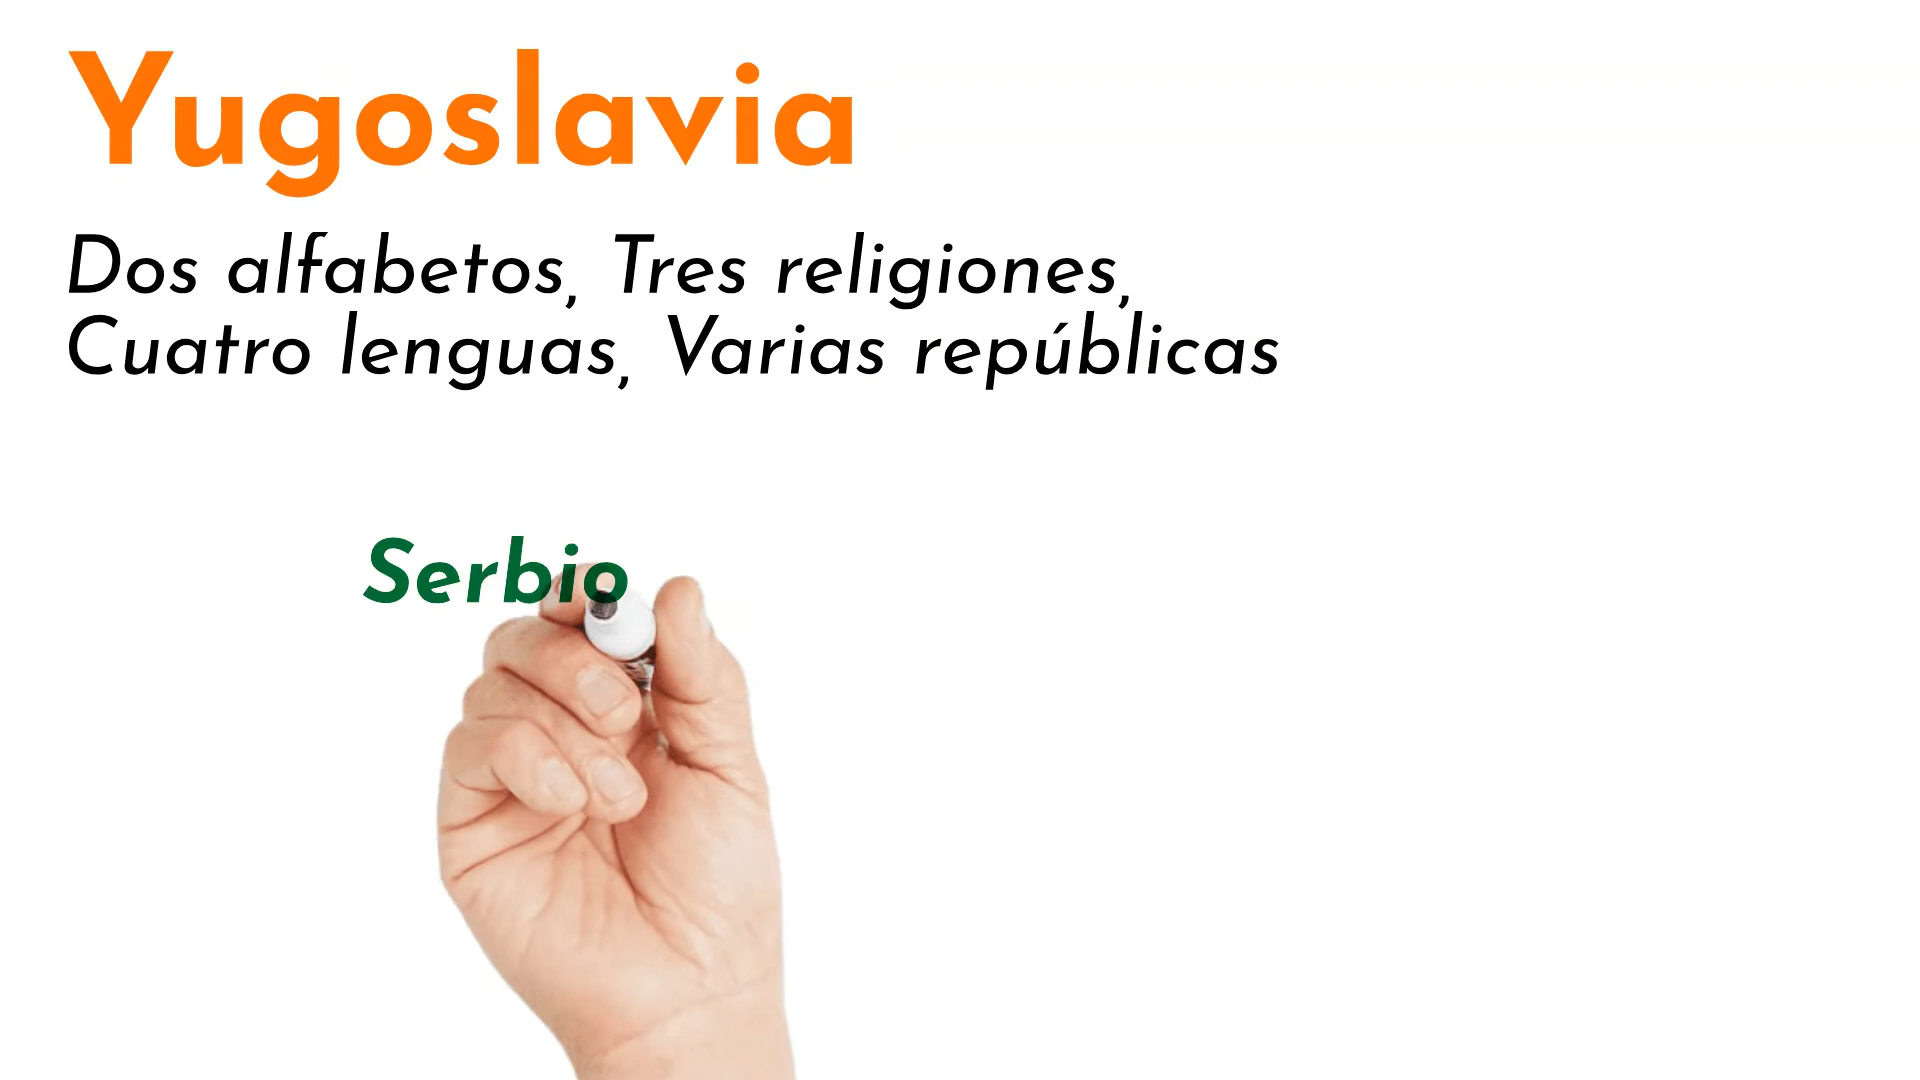 Yugoslavia
Dos alfabetos, Tres religiones,
Cuatro lenguas, Varias repúblicas
Serbio